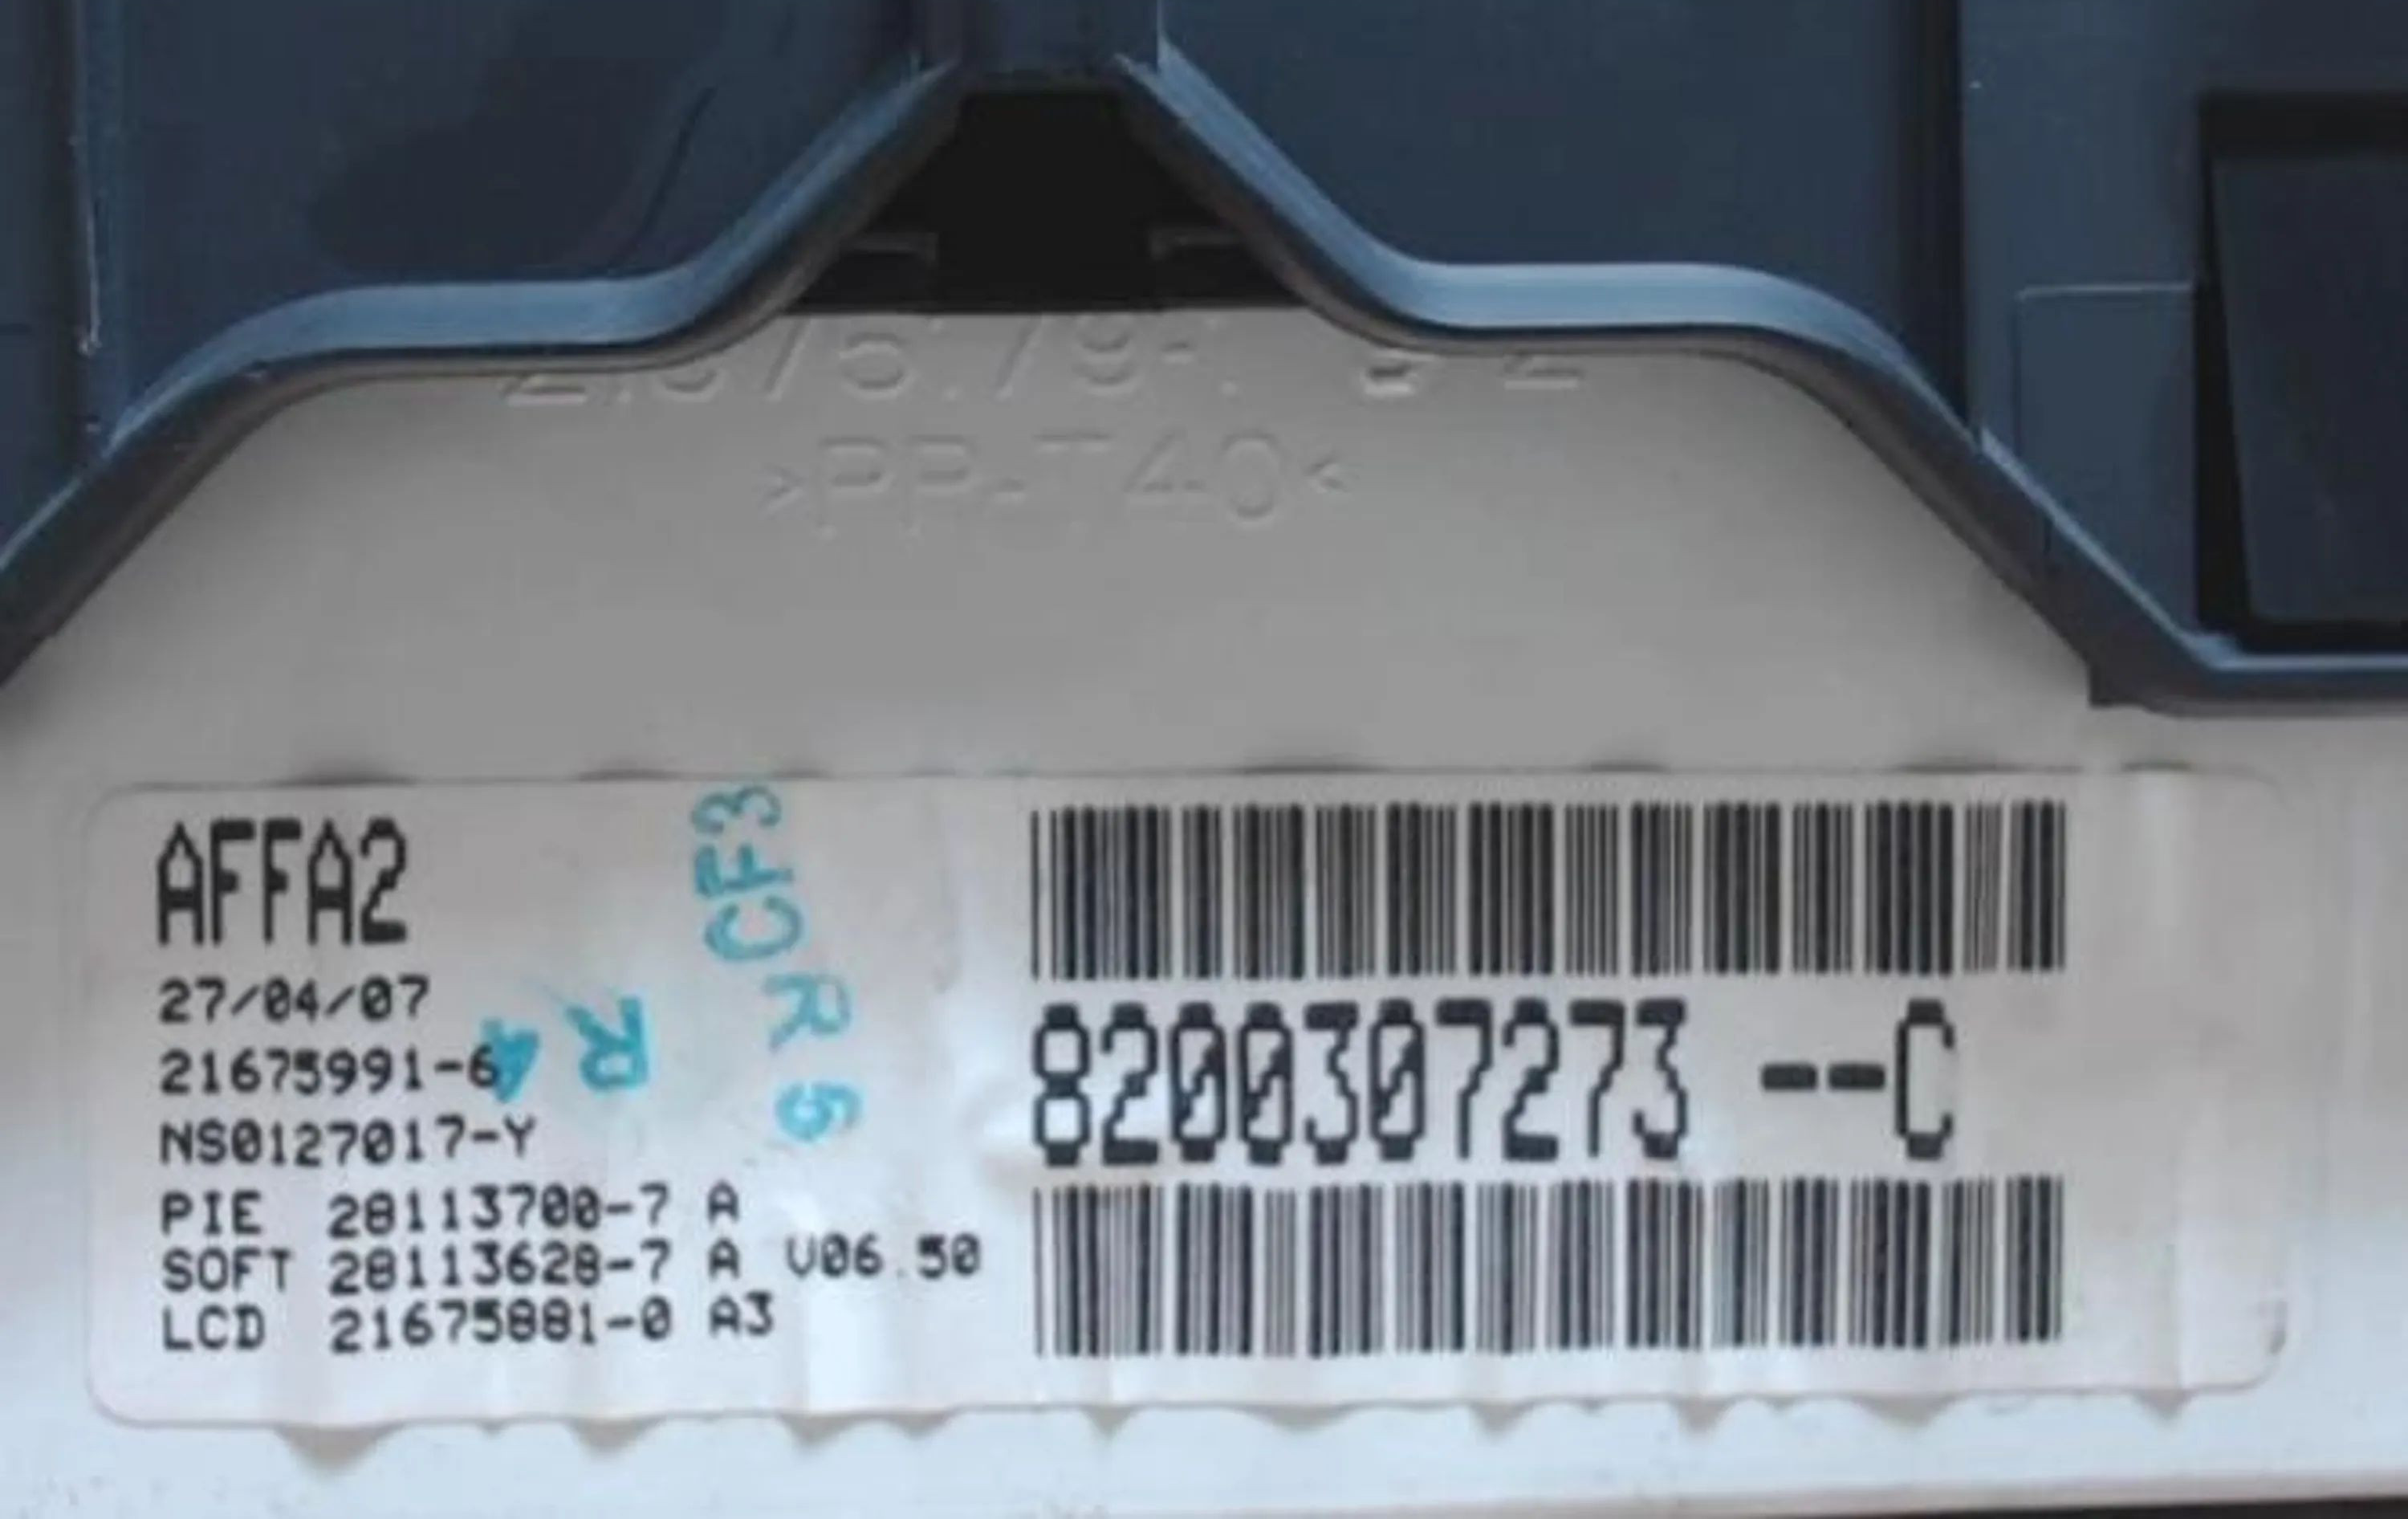 >PP-T40<
AFFA2
27/04/07
21675991-6
NS0127017-Y
PIE 28113700-7 A
SOFT 28113628-7 A V06.50
LCD 21675881-0 A3
CF3
R 6
R
8200307273 --C